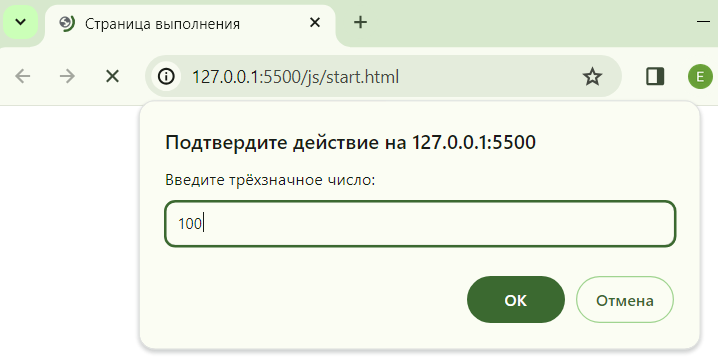 Страница выполнения
127.0.0.1:5500/js/start.html
E
Подтвердите действие на 127.0.0.1:5500
Введите трёхзначное число:
100
ОК
Отмена